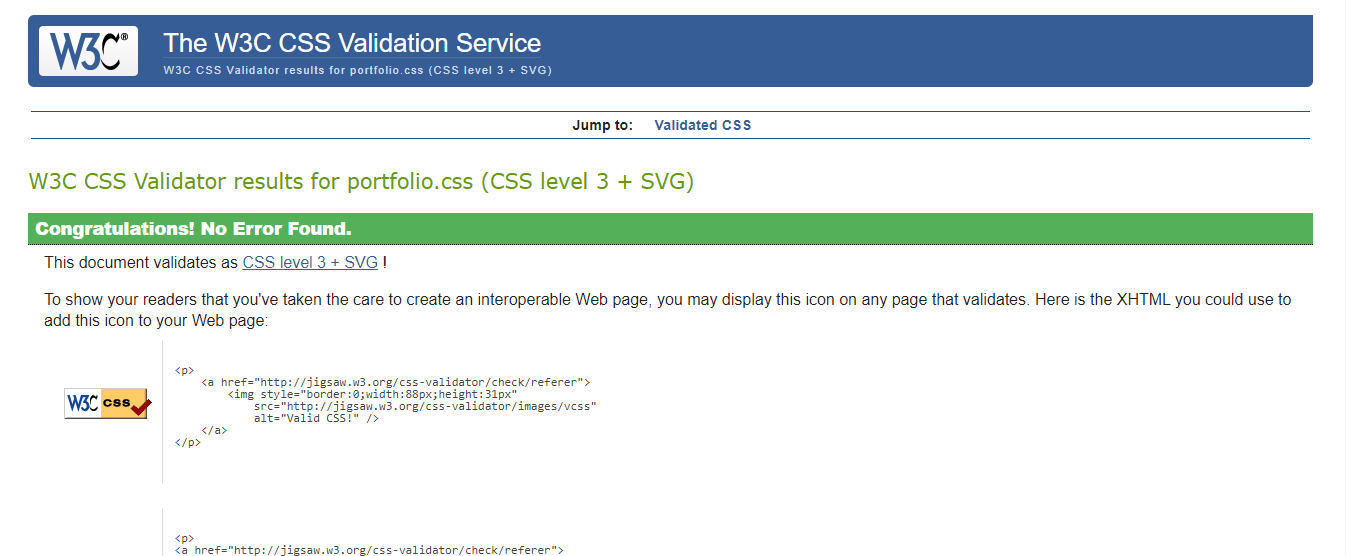 W3C®
The W3C CSS Validation Service
W3C CSS Validator results for portfolio.css (CSS level 3 + SVG)
Jump to: Validated CSS
W3C CSS Validator results for portfolio.css (CSS level 3 + SVG)
Congratulations! No Error Found.
This document validates as CSS level 3 + SVG !
To show your readers that you've taken the care to create an interoperable Web page, you may display this icon on any page that validates. Here is the XHTML you could use to
add this icon to your Web page:
W3C css
<p>
    <a href="http://jigsaw.w3.org/css-validator/check/referer">
        <img style="border:0;width:88px;height:31px"
            src="http://jigsaw.w3.org/css-validator/images/vcss"
            alt="Valid CSS!" />
    </a>
</p>
<p>
<a href="http://jigsaw.w3.org/css-validator/check/referer">